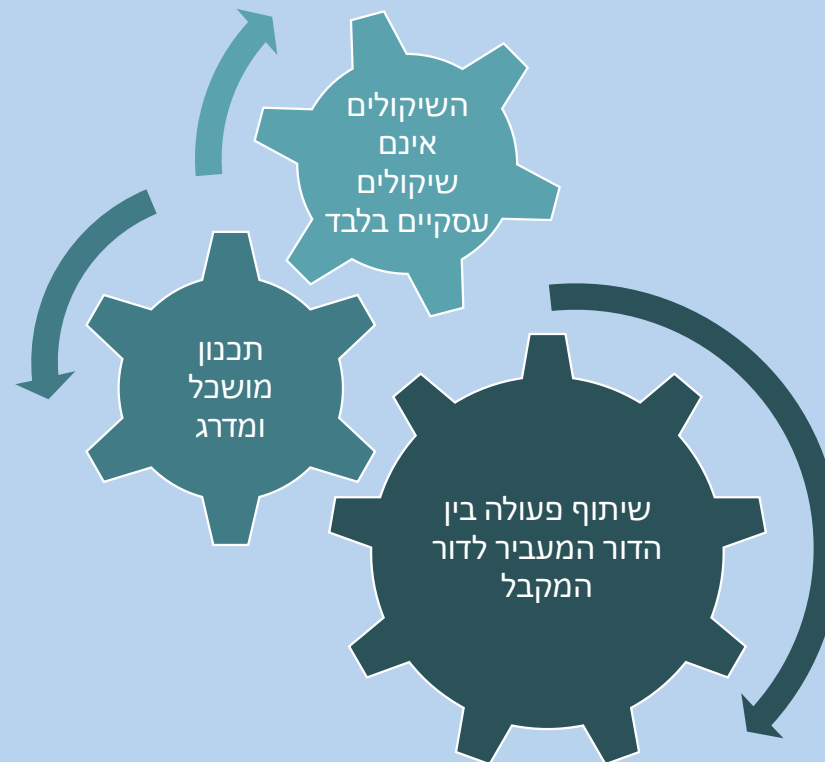 השיקולים
אינם
שיקולים
עסקיים בלבד
תכנון
מושכל
ומדרג
שיתוף פעולה בין
הדור המעביר לדור
המקבל